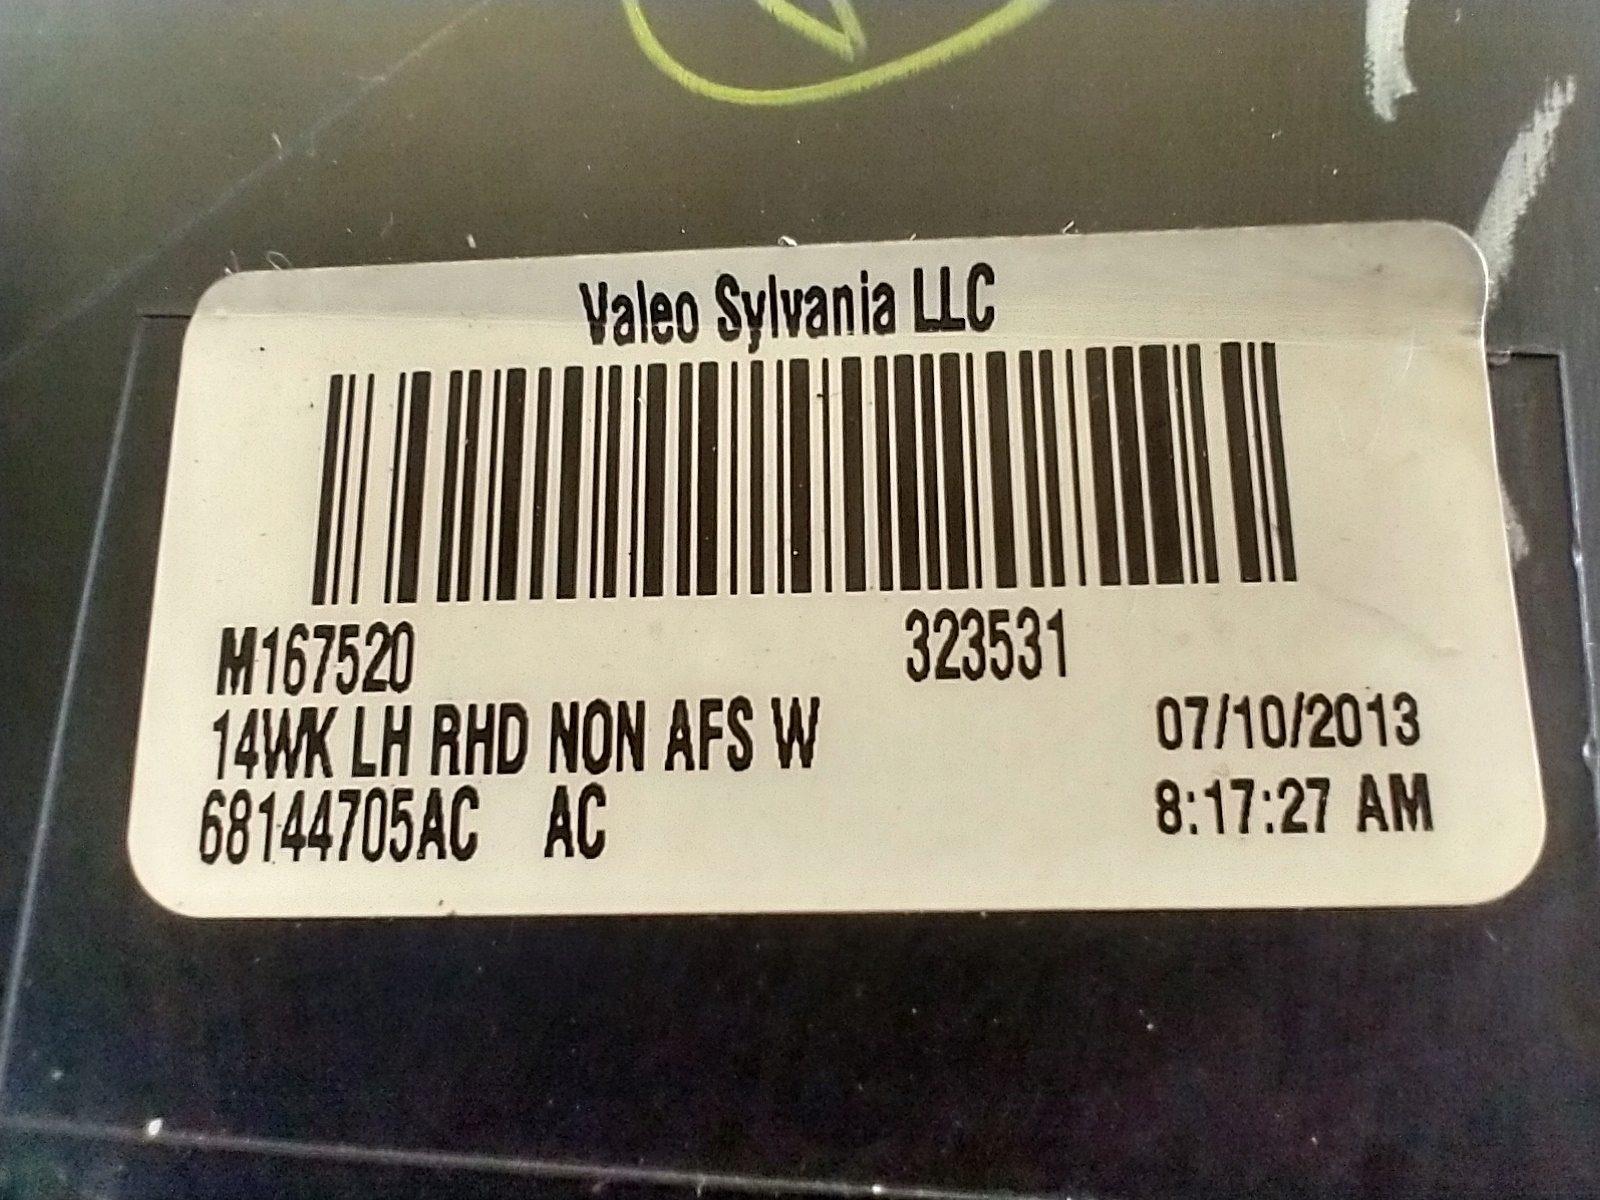 Valeo Sylvania LLC
M167520 323531
14WK LH RHD NON AFS W 07/10/2013
68144705AC AC 8:17:27 AM